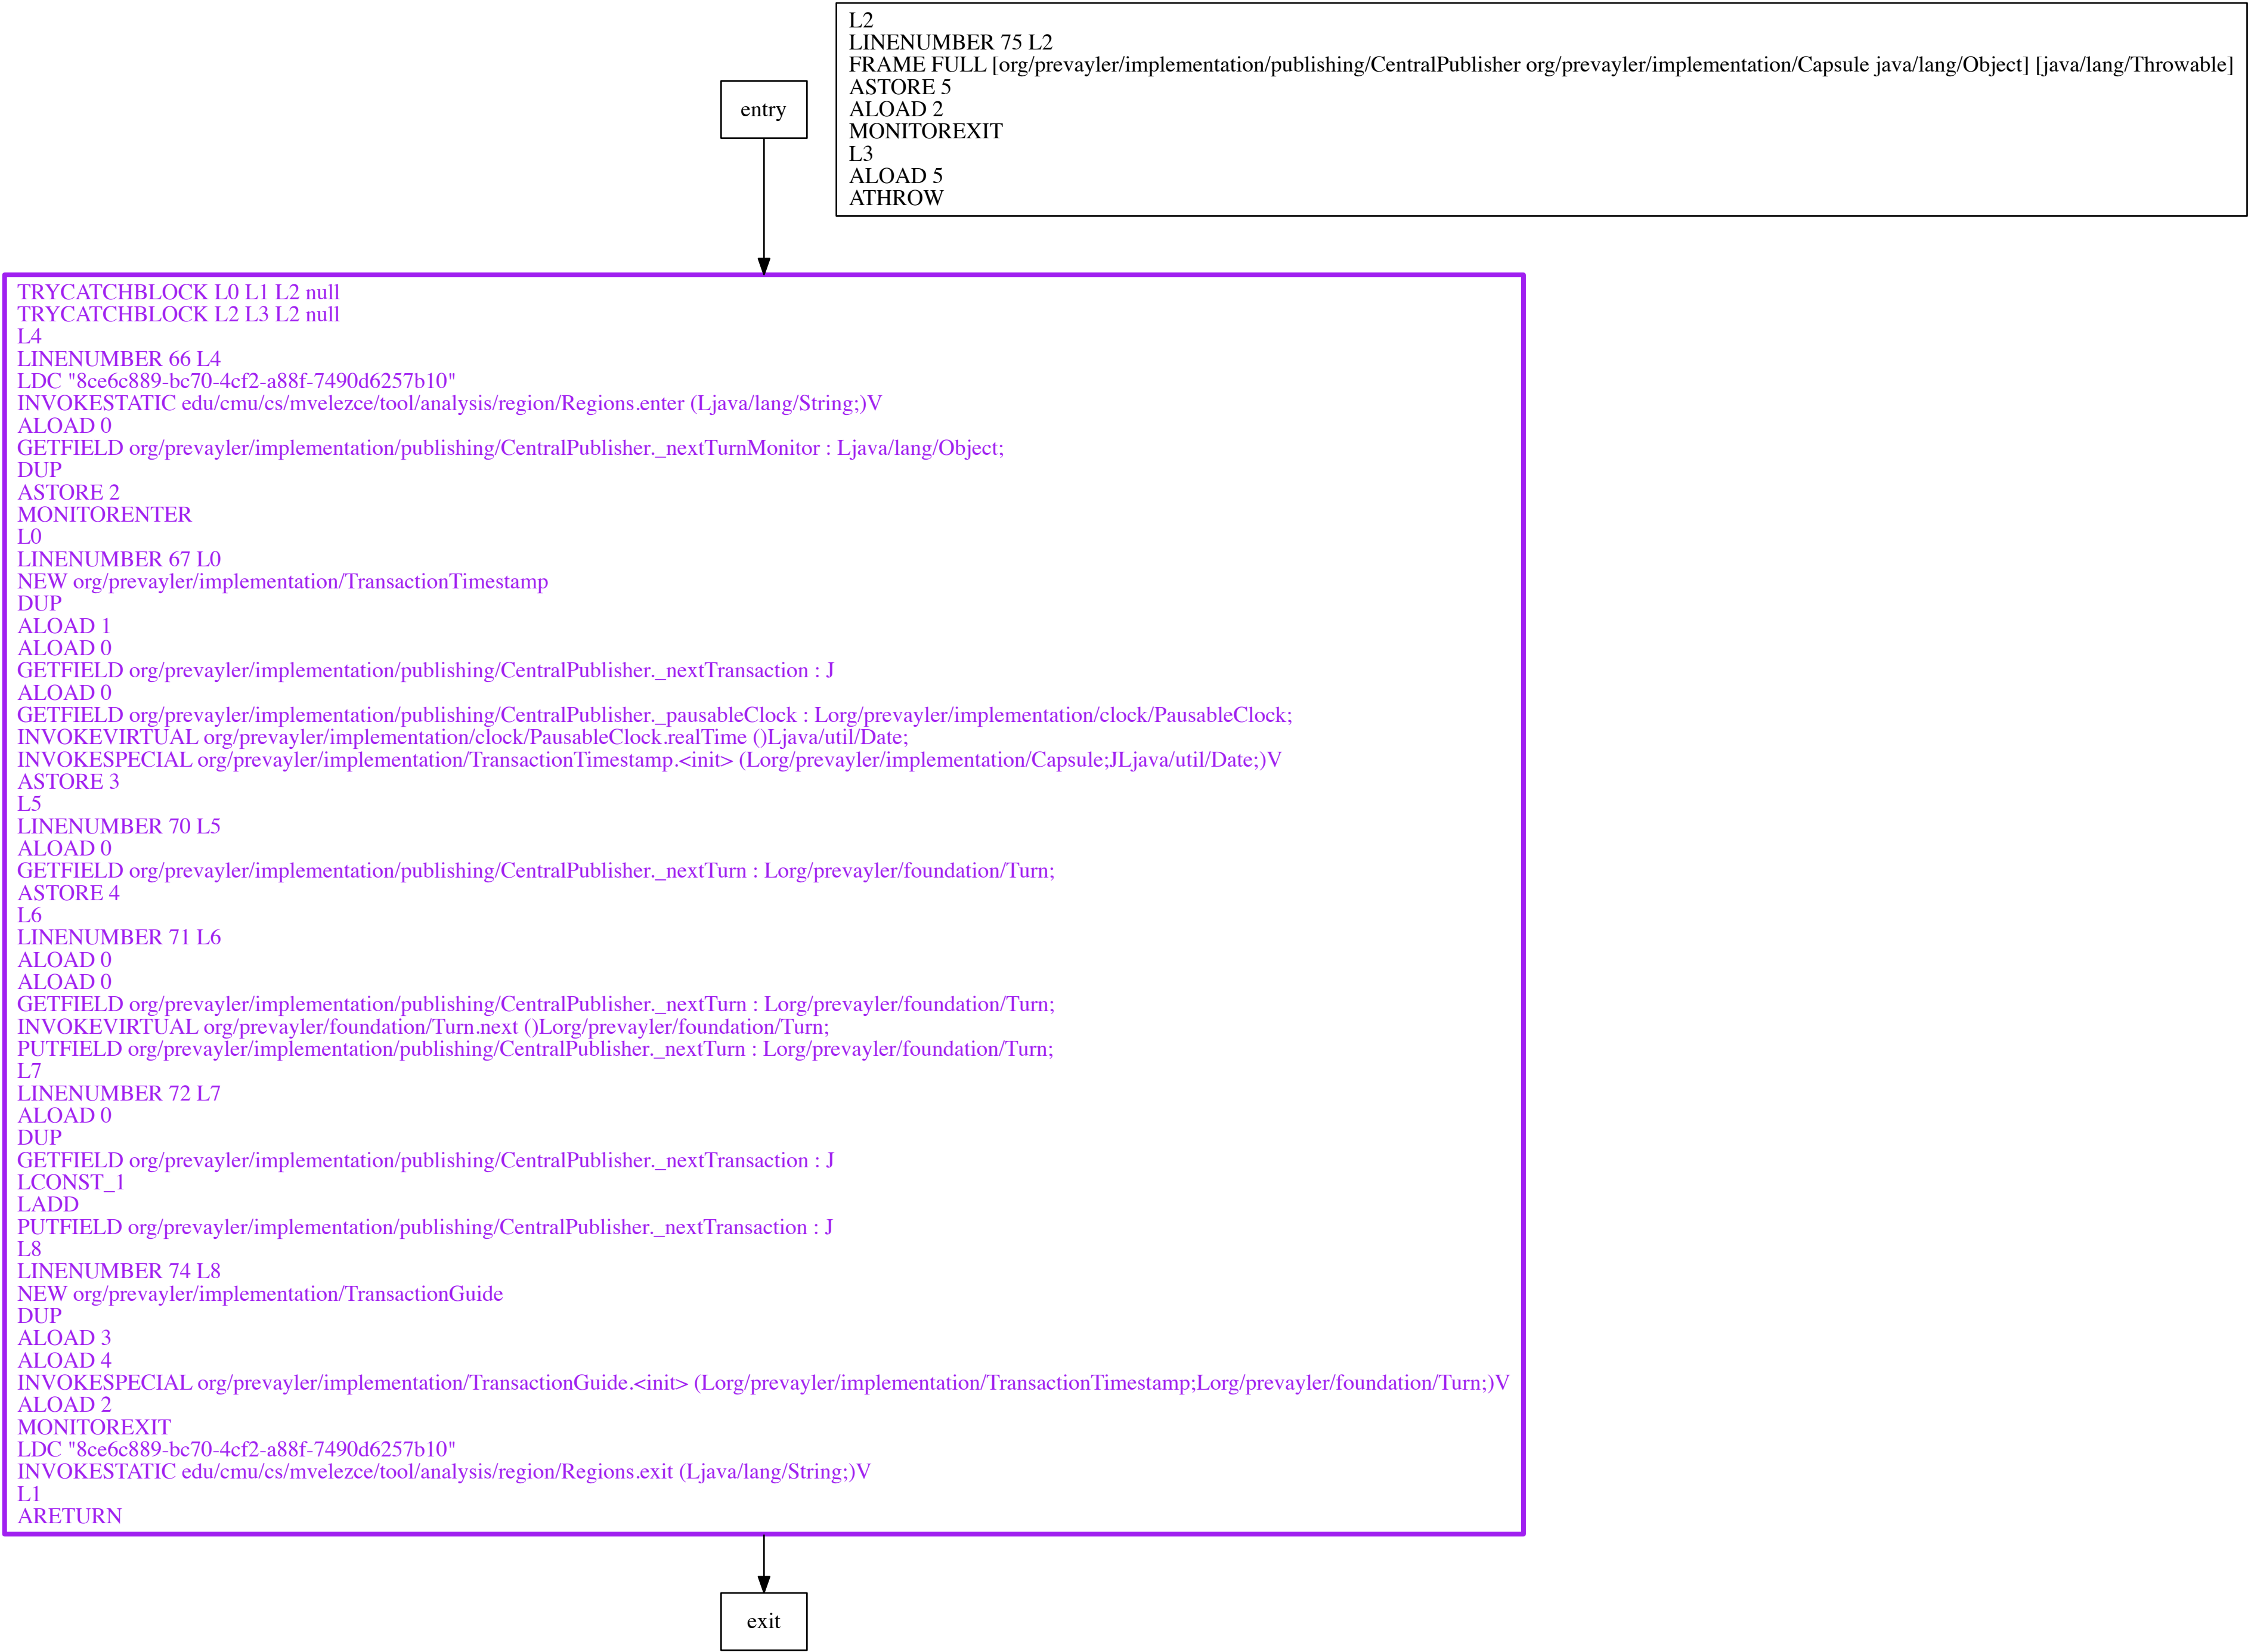 L2
LINENUMBER 75 L2
FRAME FULL [org/prevayler/implementation/publishing/CentralPublisher org/prevayler/implementation/Capsule java/lang/Object] [java/lang/Throwable]
ASTORE 5
ALOAD 2
MONITOREXIT
L3
ALOAD 5
ATHROW
entry
TRYCATCHBLOCK L0 L1 L2 null
TRYCATCHBLOCK L2 L3 L2 null
L4
LINENUMBER 66 L4
LDC "8ce6c889-bc70-4cf2-a88f-7490d6257b10"
INVOKESTATIC edu/cmu/cs/mvelezce/tool/analysis/region/Regions.enter (Ljava/lang/String;)V
ALOAD 0
GETFIELD org/prevayler/implementation/publishing/CentralPublisher._nextTurnMonitor : Ljava/lang/Object;
DUP
ASTORE 2
MONITORENTER
L0
LINENUMBER 67 L0
NEW org/prevayler/implementation/TransactionTimestamp
DUP
ALOAD 1
ALOAD 0
GETFIELD org/prevayler/implementation/publishing/CentralPublisher._nextTransaction : J
ALOAD 0
GETFIELD org/prevayler/implementation/publishing/CentralPublisher._pausableClock : Lorg/prevayler/implementation/clock/PausableClock;
INVOKEVIRTUAL org/prevayler/implementation/clock/PausableClock.realTime ()Ljava/util/Date;
INVOKESPECIAL org/prevayler/implementation/TransactionTimestamp.<init> (Lorg/prevayler/implementation/Capsule;JLjava/util/Date;)V
ASTORE 3
L5
LINENUMBER 70 L5
ALOAD 0
GETFIELD org/prevayler/implementation/publishing/CentralPublisher._nextTurn : Lorg/prevayler/foundation/Turn;
ASTORE 4
L6
LINENUMBER 71 L6
ALOAD 0
ALOAD 0
GETFIELD org/prevayler/implementation/publishing/CentralPublisher._nextTurn : Lorg/prevayler/foundation/Turn;
INVOKEVIRTUAL org/prevayler/foundation/Turn.next ()Lorg/prevayler/foundation/Turn;
PUTFIELD org/prevayler/implementation/publishing/CentralPublisher._nextTurn : Lorg/prevayler/foundation/Turn;
L7
LINENUMBER 72 L7
ALOAD 0
DUP
GETFIELD org/prevayler/implementation/publishing/CentralPublisher._nextTransaction : J
LCONST_1
LADD
PUTFIELD org/prevayler/implementation/publishing/CentralPublisher._nextTransaction : J
L8
LINENUMBER 74 L8
NEW org/prevayler/implementation/TransactionGuide
DUP
ALOAD 3
ALOAD 4
INVOKESPECIAL org/prevayler/implementation/TransactionGuide.<init> (Lorg/prevayler/implementation/TransactionTimestamp;Lorg/prevayler/foundation/Turn;)V
ALOAD 2
MONITOREXIT
LDC "8ce6c889-bc70-4cf2-a88f-7490d6257b10"
INVOKESTATIC edu/cmu/cs/mvelezce/tool/analysis/region/Regions.exit (Ljava/lang/String;)V
L1
ARETURN
exit